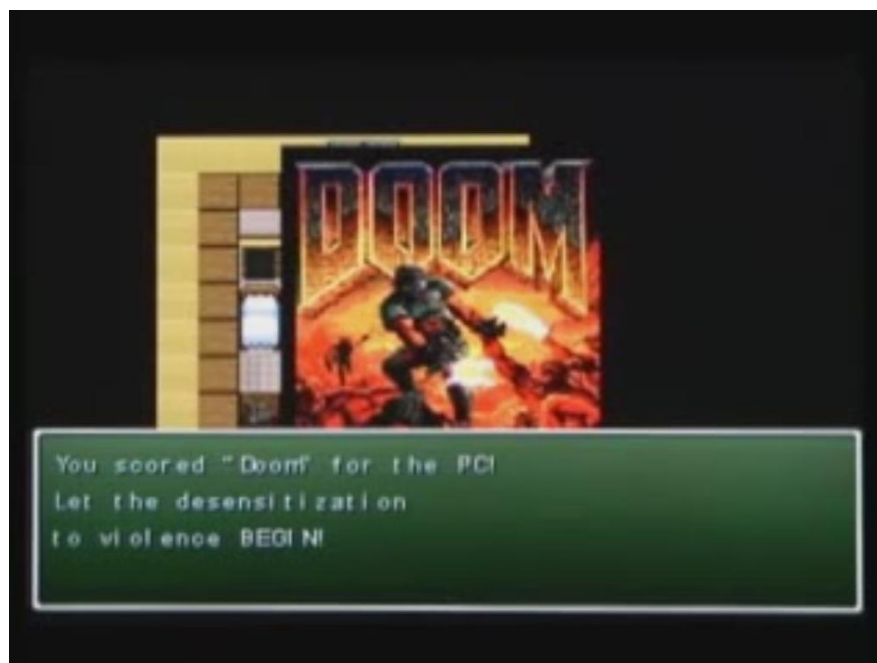 DOOM
You scored "Doom" for the PC!
Let the desensitization
to violence BEGIN!